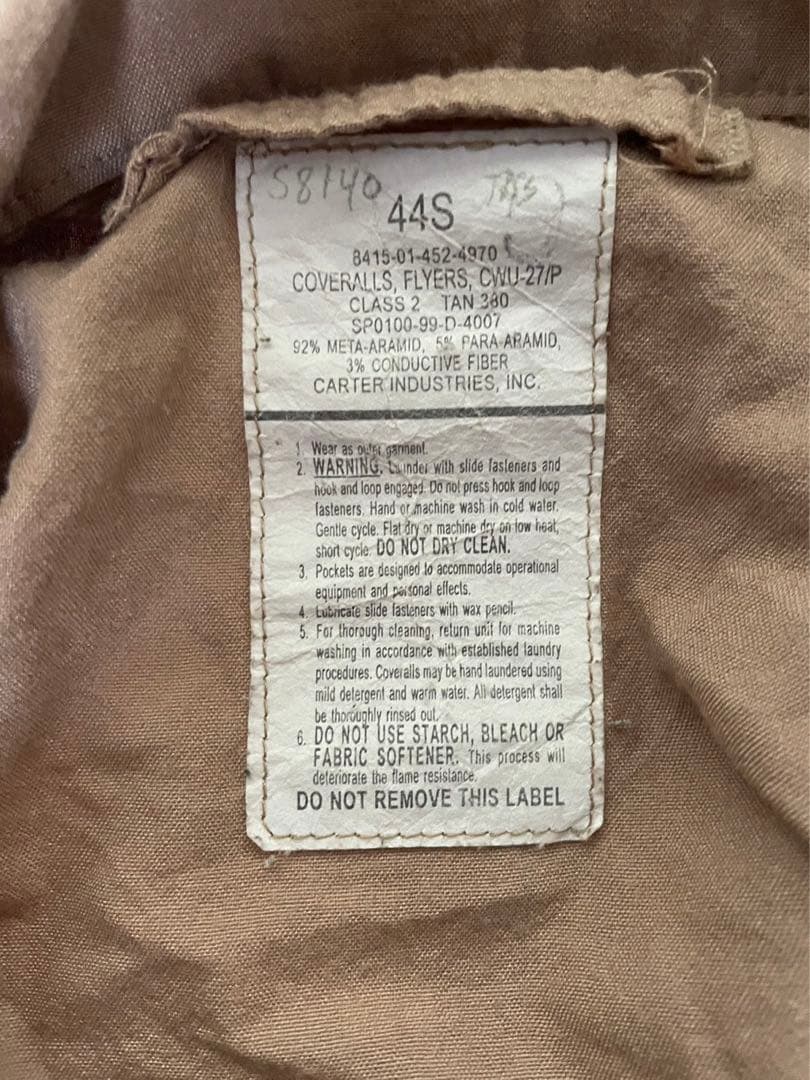 S8140
44S
8415-01-452-4970
COVERALLS, FLYERS, CWU-27/P
CLASS 2 TAN 380
SP0100-99-D-4007
92% META-ARAMID, 5% PARA-ARAMID,
3% CONDUCTIVE FIBER
CARTER INDUSTRIES, INC.
1. Wear as outer garment.
2. WARNING, Launder with slide fasteners and
hook and loop engaged. Do not press hook and loop
fasteners. Hand or machine wash in cold water.
Gentle cycle. Flat dry or machine dry on low heat,
short cycle. DO NOT DRY CLEAN.
3. Pockets are designed to accommodate operational
equipment and personal effects.
4. Lubricate slide fasteners with wax pencil.
5. For thorough cleaning, return unit for machine
washing in accordance with established laundry
procedures. Coveralls may be hand laundered using
mild detergent and warm water. All detergent shall
be thoroughly rinsed out.
6. DO NOT USE STARCH, BLEACH OR
FABRIC SOFTENER. This process will
deteriorate the flame resistance.
DO NOT REMOVE THIS LABEL